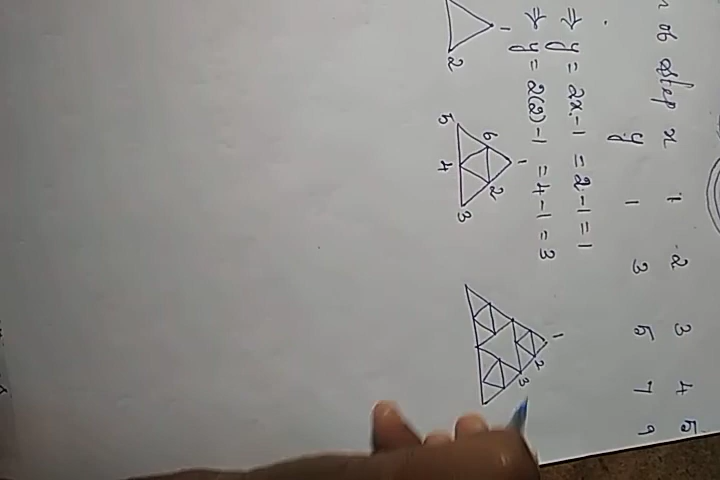 n of step x 1 2 3 4 5
y 1 3 5 7 9
⇒ y = 2x - 1 = 2 - 1 = 1
⇒ y = 2(2) - 1 = 4 - 1 = 3
1 2
1 2 3 4 5 6
1 2 3